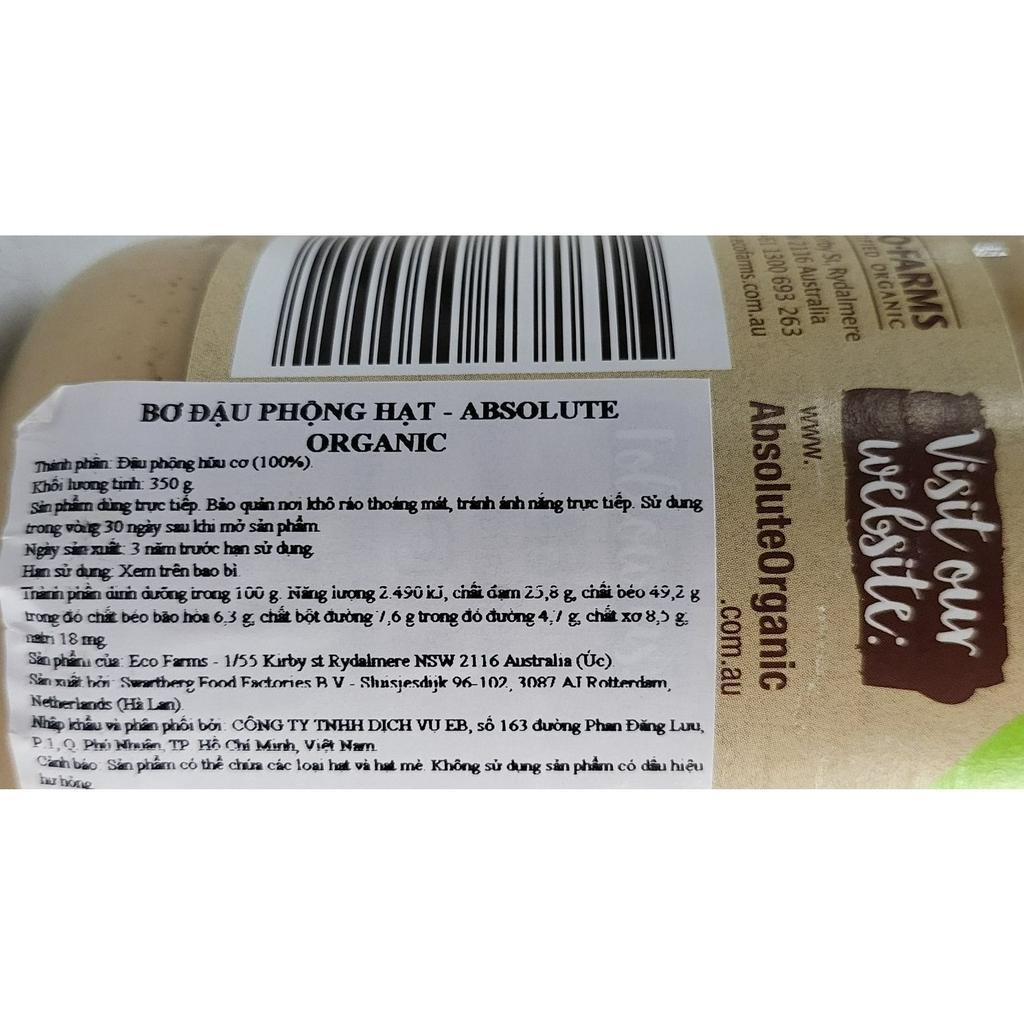 BƠ ĐẬU PHỘNG HẠT - ABSOLUTE
ORGANIC
Thành phần: Đậu phộng hữu cơ (100%).
Khối lượng tịnh: 350 g
Sản phẩm dùng trực tiếp. Bảo quản nơi khô ráo thoáng mát, tránh ánh nắng trực tiếp. Sử dụng
trong vòng 30 ngày sau khi mở sản phẩm.
Ngày sản xuất: 3 năm trước hạn sử dụng.
Hạn sử dụng: Xem trên bao bì.
Thành phần dinh dưỡng trong 100 g: Năng lượng 2.490 kJ, chất đạm 25,8 g, chất béo 49,2 g
trong đó chất béo bão hòa 6,3 g, chất bột đường 7,6 g trong đó đường 4,7 g, chất xơ 8,5 g,
natri 18 mg.
Sản phẩm của: Eco Farms - 1/55 Kirby st Rydalmere NSW 2116 Australia (Úc).
Sản xuất bởi: Swartberg Food Factories B.V - Sluisjesdijk 96-102, 3087 AJ Rotterdam,
Netherlands (Hà Lan).
Nhập khẩu và phân phối bởi: CÔNG TY TNHH DỊCH VỤ EB, số 163 đường Phan Đăng Lưu,
P.1, Q. Phú Nhuận, TP. Hồ Chí Minh, Việt Nam.
Cảnh báo: Sản phẩm có thể chứa các loại hạt và hạt mè. Không sử dụng sản phẩm có dấu hiệu
hư hỏng.
OFARMS
ORGANIC
Rydalmere
2116 Australia
1300 693 263
ecofarms.com.au
Visit our
website:
www.
AbsoluteOrganic
.com.au